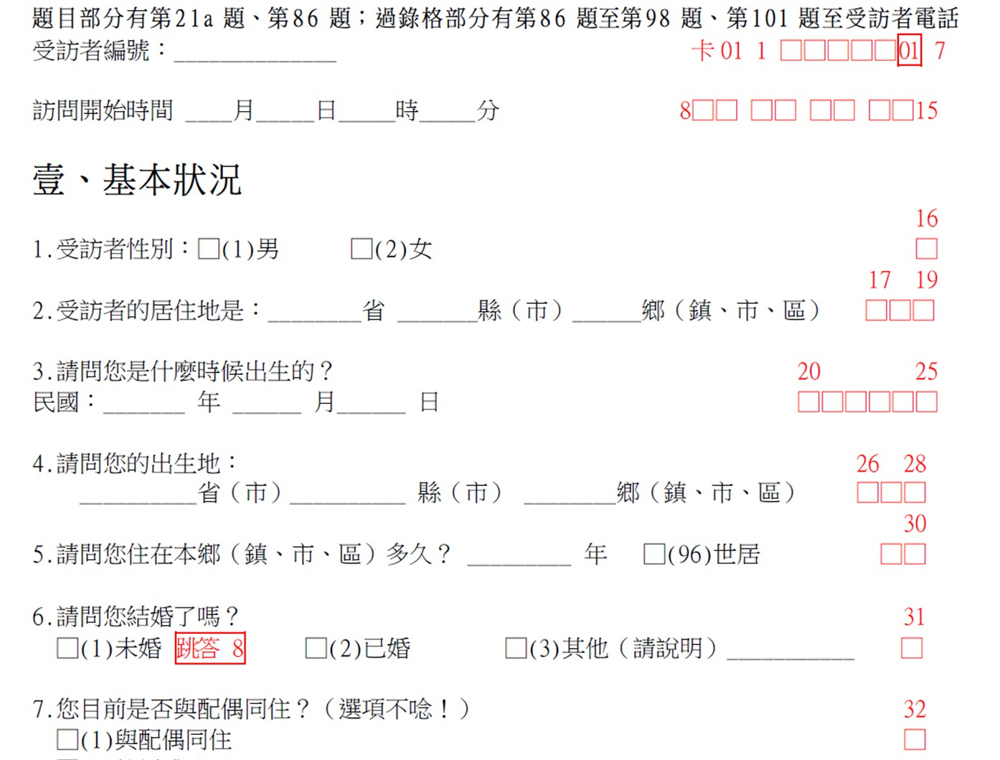 題目部分有第21a 題、第86 題；過錄格部分有第86 題至第98 題、第101 題至受訪者電話
受訪者編號：______________ 卡 01 1 □□□□□01 7
訪問開始時間 ____月_____日_____時_____分 8□□ □□ □□ □□15
壹、基本狀況
16
1.受訪者性別：□(1)男 □(2)女 □
17 19
2.受訪者的居住地是：________省 _______縣（市）______鄉（鎮、市、區） □□□
3.請問您是什麼時候出生的？ 20 25
民國：_______ 年 ______ 月______ 日 □□□□□□
4.請問您的出生地： 26 28
__________省（市）__________ 縣（市） ________鄉（鎮、市、區） □□□
30
5.請問您住在本鄉（鎮、市、區）多久？ _________ 年 □(96)世居 □□
6.請問您結婚了嗎？ 31
□(1)未婚 跳答 8 □(2)已婚 □(3)其他（請說明）___________ □
7.您目前是否與配偶同住？（選項不唸！） 32
□(1)與配偶同住 □